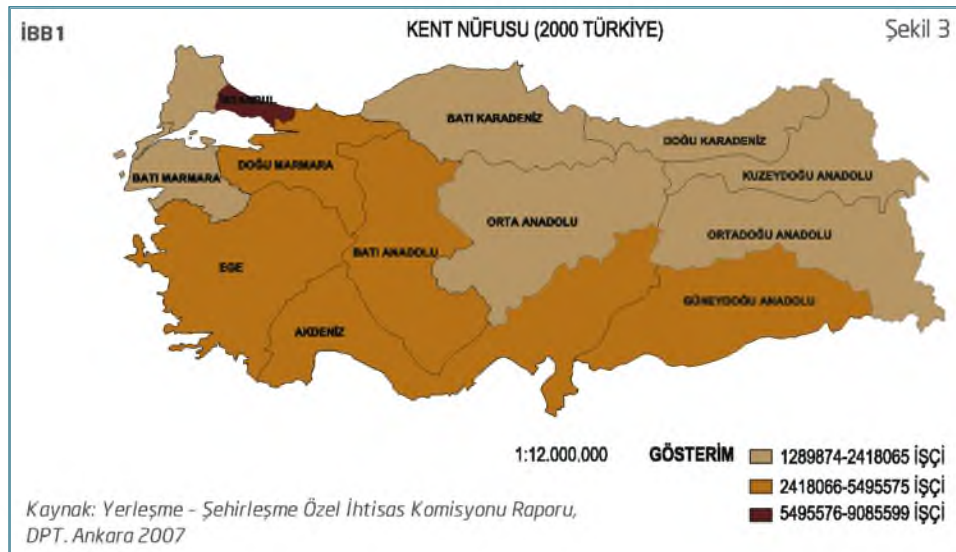 İBB1
KENT NÜFUSU (2000 TÜRKİYE)
Şekil 3
İSTANBUL
BATI KARADENİZ
DOĞU KARADENİZ
DOĞU MARMARA
BATI MARMARA
KUZEYDOĞU ANADOLU
ORTA ANADOLU
ORTADOĞU ANADOLU
BATI ANADOLU
EGE
GÜNEYDOĞU ANADOLU
AKDENİZ
1:12.000.000
GÖSTERİM
1289874-2418065 İŞÇİ
2418066-5495575 İŞÇİ
5495576-9085599 İŞÇİ
Kaynak: Yerleşme - Şehirleşme Özel İhtisas Komisyonu Raporu,
DPT. Ankara 2007